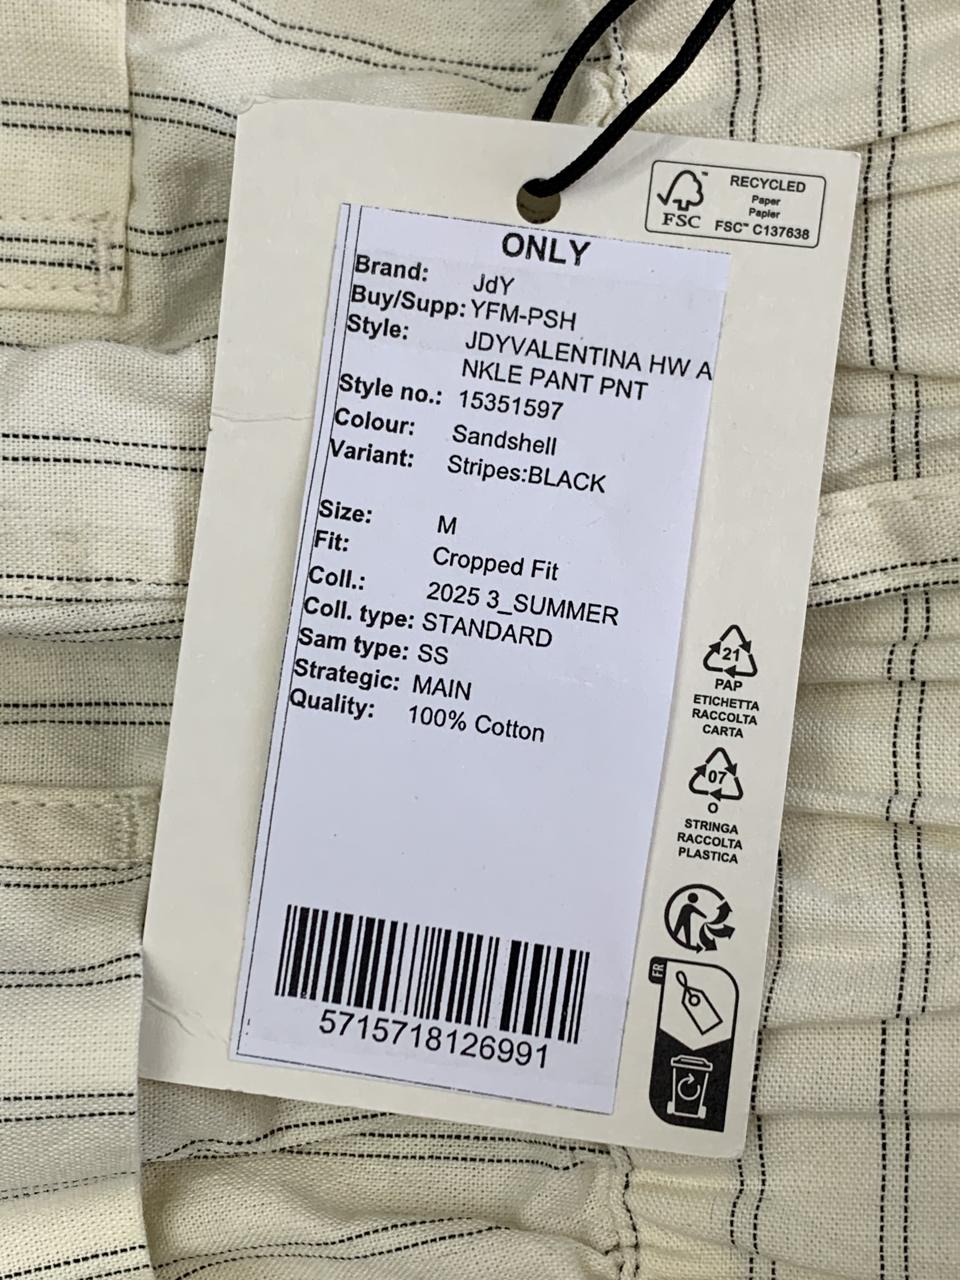 FSC™
RECYCLED
Paper
Papier
FSC™ C137638
ONLY
Brand: JdY
Buy/Supp: YFM-PSH
Style: JDYVALENTINA HW A
NKLE PANT PNT
Style no.: 15351597
Colour: Sandshell
Variant: Stripes:BLACK
Size: M
Fit: Cropped Fit
Coll.: 2025 3_SUMMER
Coll. type: STANDARD
Sam type: SS
Strategic: MAIN
Quality: 100% Cotton
5715718126991
21
PAP
ETICHETTA
RACCOLTA
CARTA
07
O
STRINGA
RACCOLTA
PLASTICA
FR